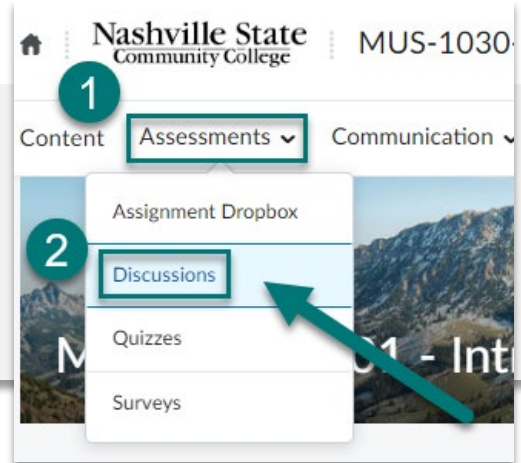 Nashville State
Community College
MUS-1030-
1
Content Assessments Communication
Assignment Dropbox
2
Discussions
Quizzes
M 01 - Int
Surveys